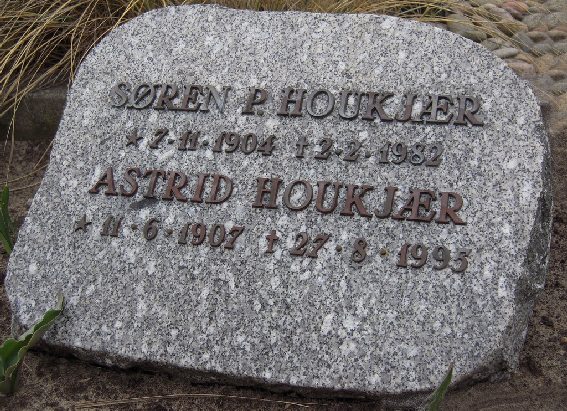 SØREN P. HOUKJÆR
★ 7·11·1904 † 2·2·1982
ASTRID HOUKJÆR
★ 11·6·1907 † 27·8·1995